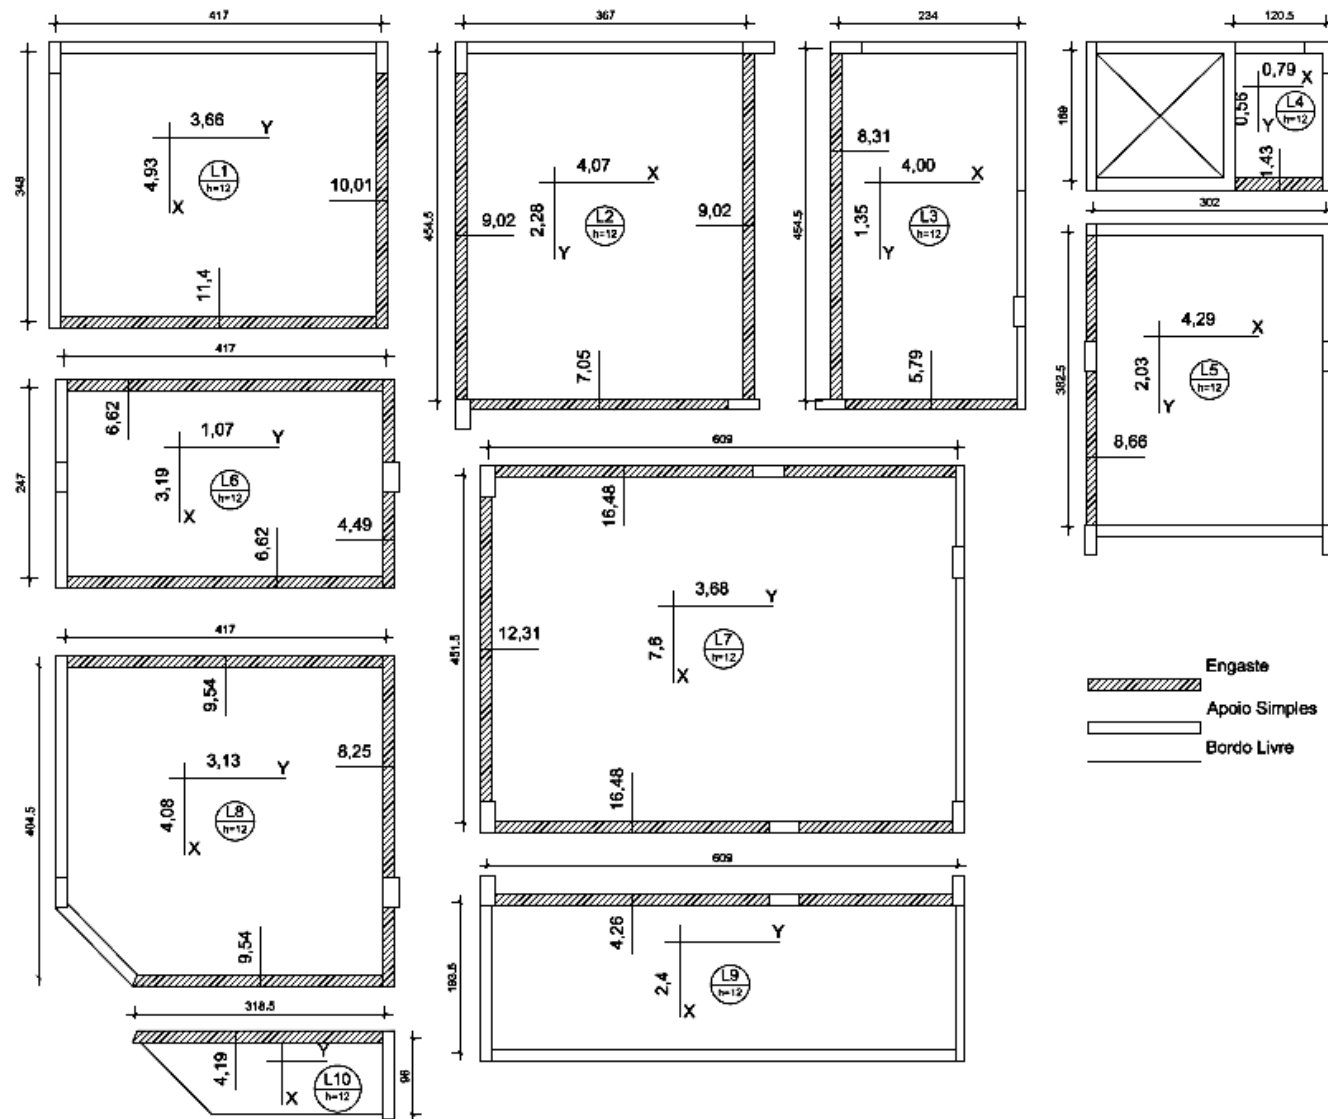 417
348
3,66
Y
4,93
X
L1
h=12
10,01
11,4
367
454.5
4,07
X
2,28
Y
L2
h=12
9,02
9,02
7,05
234
454.5
8,31
4,00
X
1,35
Y
L3
h=12
5,79
120.5
169
0,79
X
0,56
Y
L4
h=12
1,43
302
382.5
4,29
X
2,03
Y
L5
h=12
8,66
417
247
6,62
1,07
Y
3,19
X
L6
h=12
4,49
6,62
609
451.5
16,48
3,68
Y
7,6
X
L7
h=12
12,31
16,48
417
404.5
9,54
3,13
Y
4,08
X
L8
h=12
8,25
9,54
609
193.5
4,26
Y
2,4
X
L9
h=12
318.5
4,19
Y
X
L10
h=12
96
Engaste
Apoio Simples
Bordo Livre